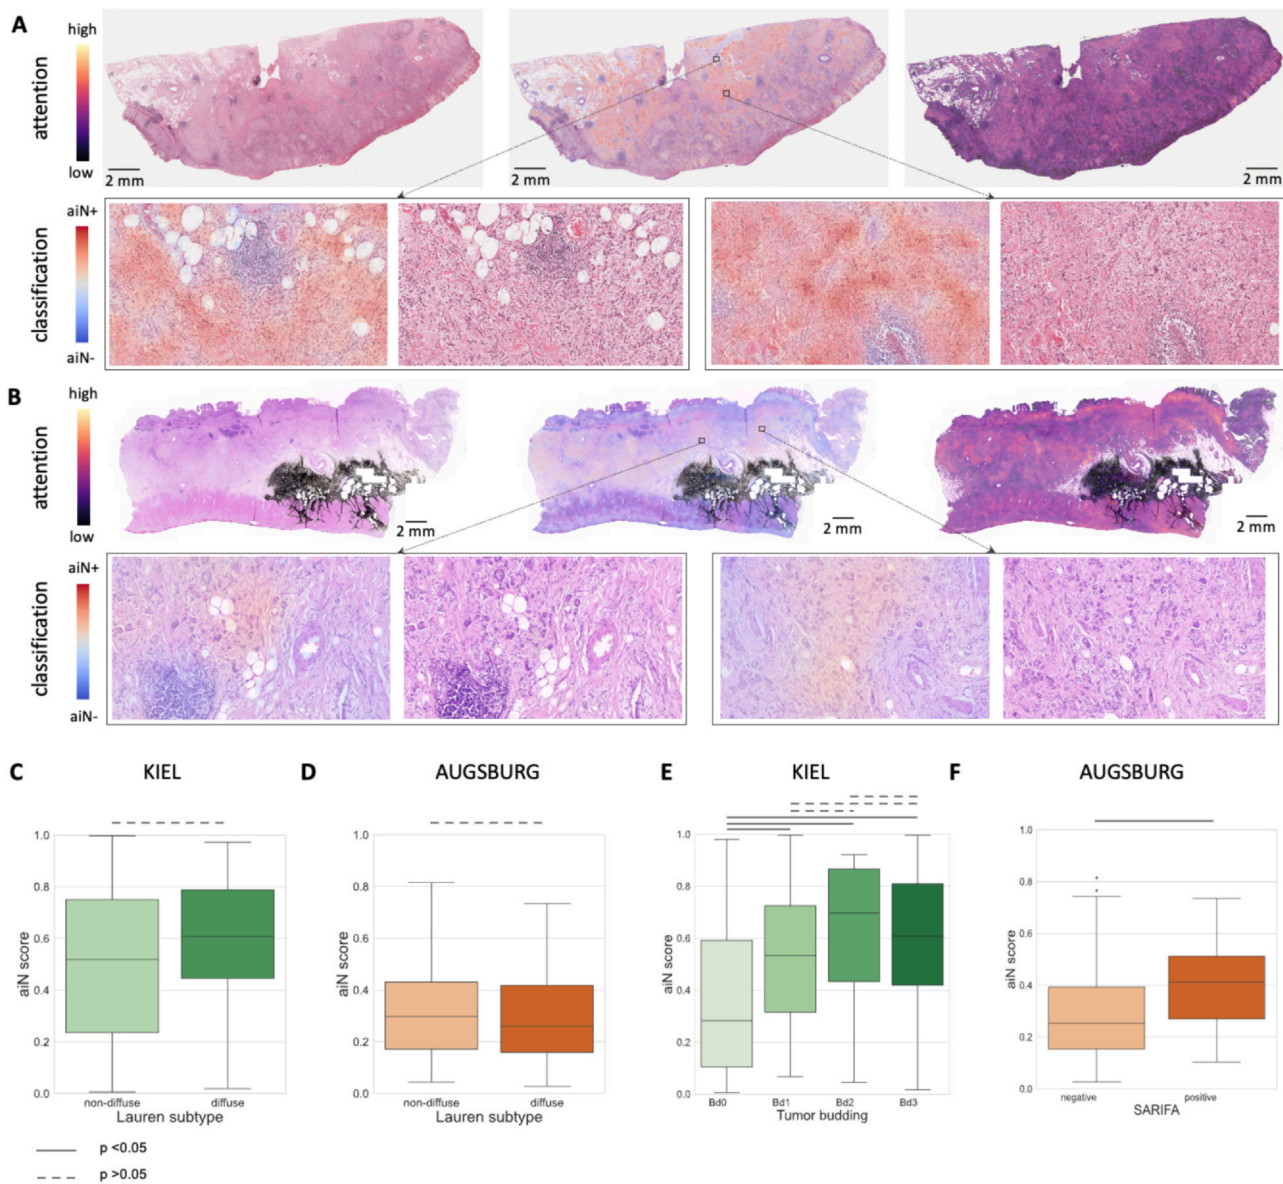 A
high
attention
low
2 mm
2 mm
2 mm
aiN+
classification
aiN-
B
high
attention
low
2 mm
2 mm
2 mm
aiN+
classification
aiN-
C
KIEL
D
AUGSBURG
E
KIEL
F
AUGSBURG
1.0
0.8
0.6
0.4
0.2
0.0
aiN score
non-diffuse
diffuse
Lauren subtype
1.0
0.8
0.6
0.4
0.2
0.0
aiN score
non-diffuse
diffuse
Lauren subtype
1.0
0.8
0.6
0.4
0.2
0.0
aiN score
Bd0
Bd1
Bd2
Bd3
Tumor budding
1.0
0.8
0.6
0.4
0.2
0.0
aiN score
negative
positive
SARIFA
p <0.05
p >0.05